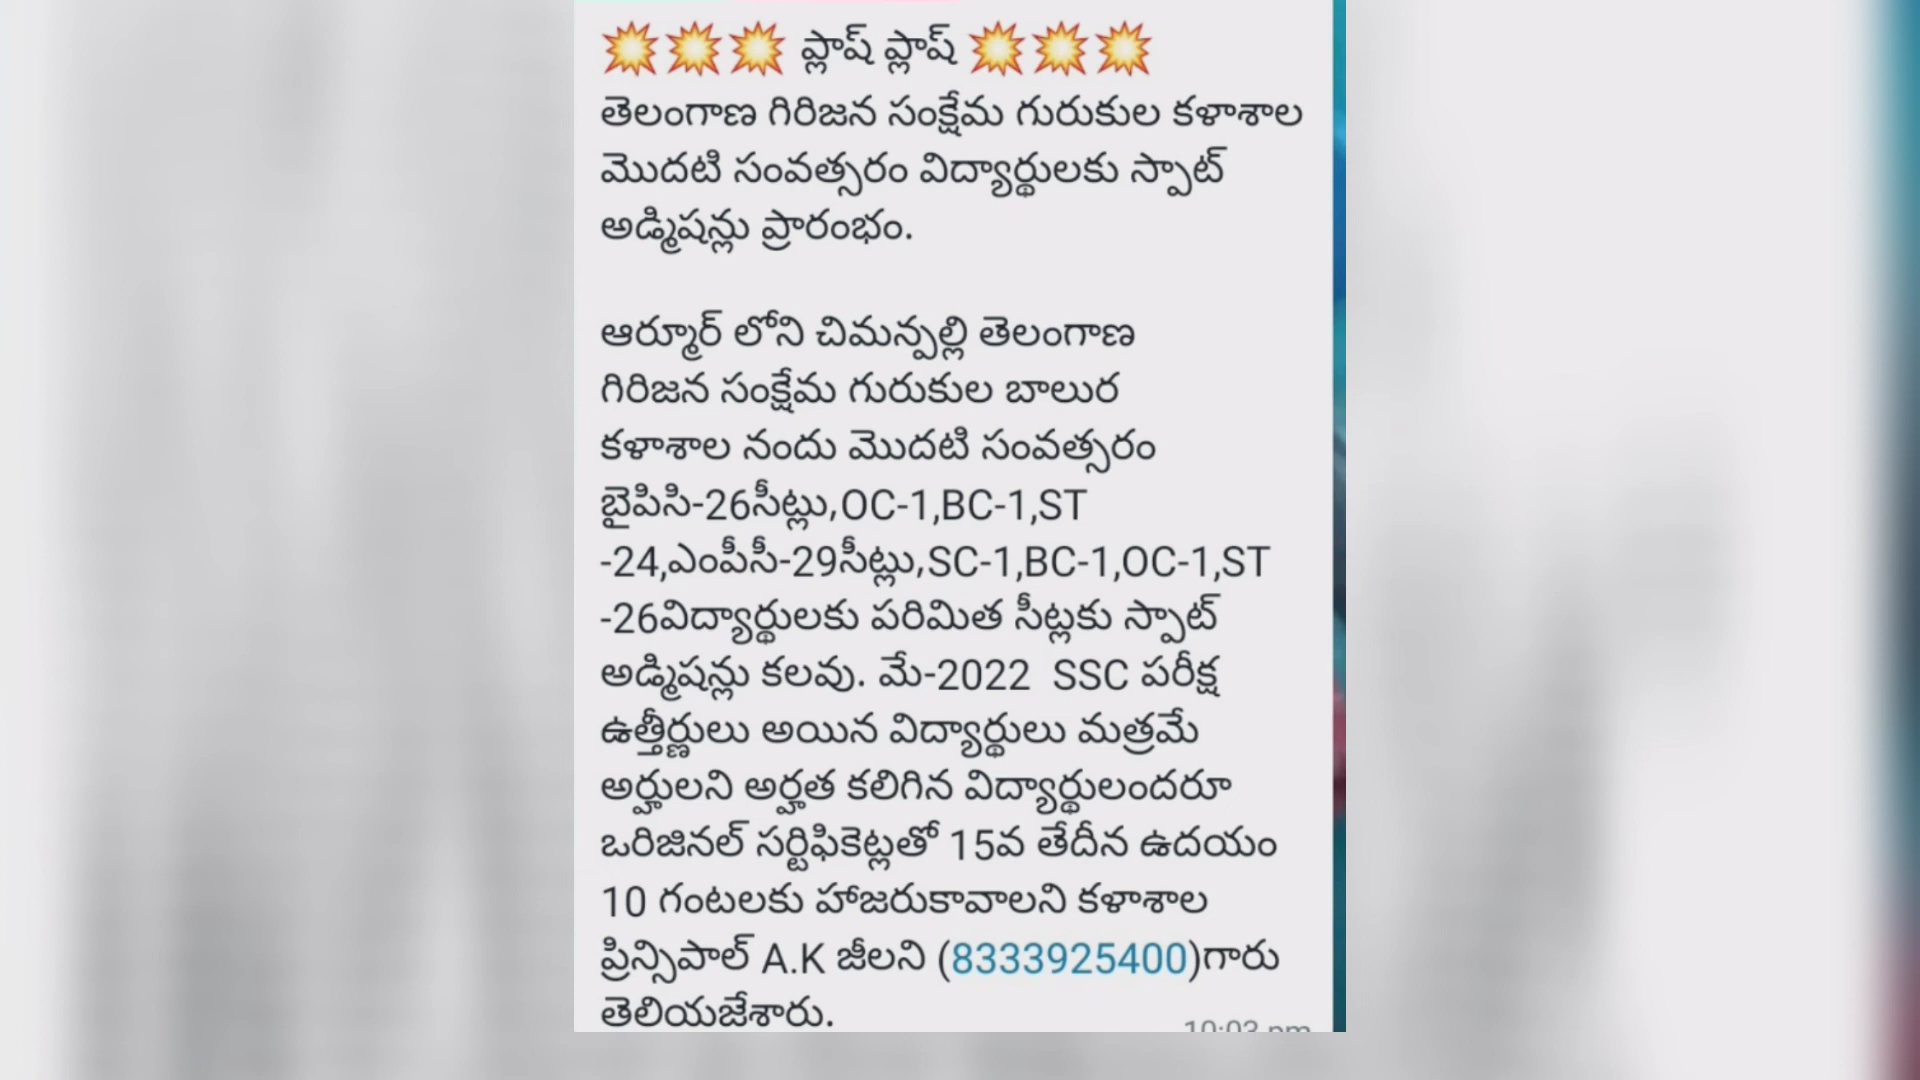 💥💥💥 ప్లాష్ ప్లాష్ 💥💥💥
తెలంగాణ గిరిజన సంక్షేమ గురుకుల కళాశాల
మొదటి సంవత్సరం విద్యార్థులకు స్పాట్
అడ్మిషన్లు ప్రారంభం.
ఆర్మూర్ లోని చిమన్పల్లి తెలంగాణ
గిరిజన సంక్షేమ గురుకుల బాలుర
కళాశాల నందు మొదటి సంవత్సరం
బైపిసి-26సీట్లు,OC-1,BC-1,ST
-24,ఎంపీసీ-29సీట్లు,SC-1,BC-1,OC-1,ST
-26విద్యార్థులకు పరిమిత సీట్లకు స్పాట్
అడ్మిషన్లు కలవు. మే-2022 SSC పరీక్ష
ఉత్తీర్ణులు అయిన విద్యార్థులు మత్రమే
అర్హులని అర్హత కలిగిన విద్యార్థులందరూ
ఒరిజినల్ సర్టిఫికెట్లతో 15వ తేదీన ఉదయం
10 గంటలకు హాజరుకావాలని కళాశాల
ప్రిన్సిపాల్ A.K జీలని (8333925400)గారు
తెలియజేశారు.
10:03 pm